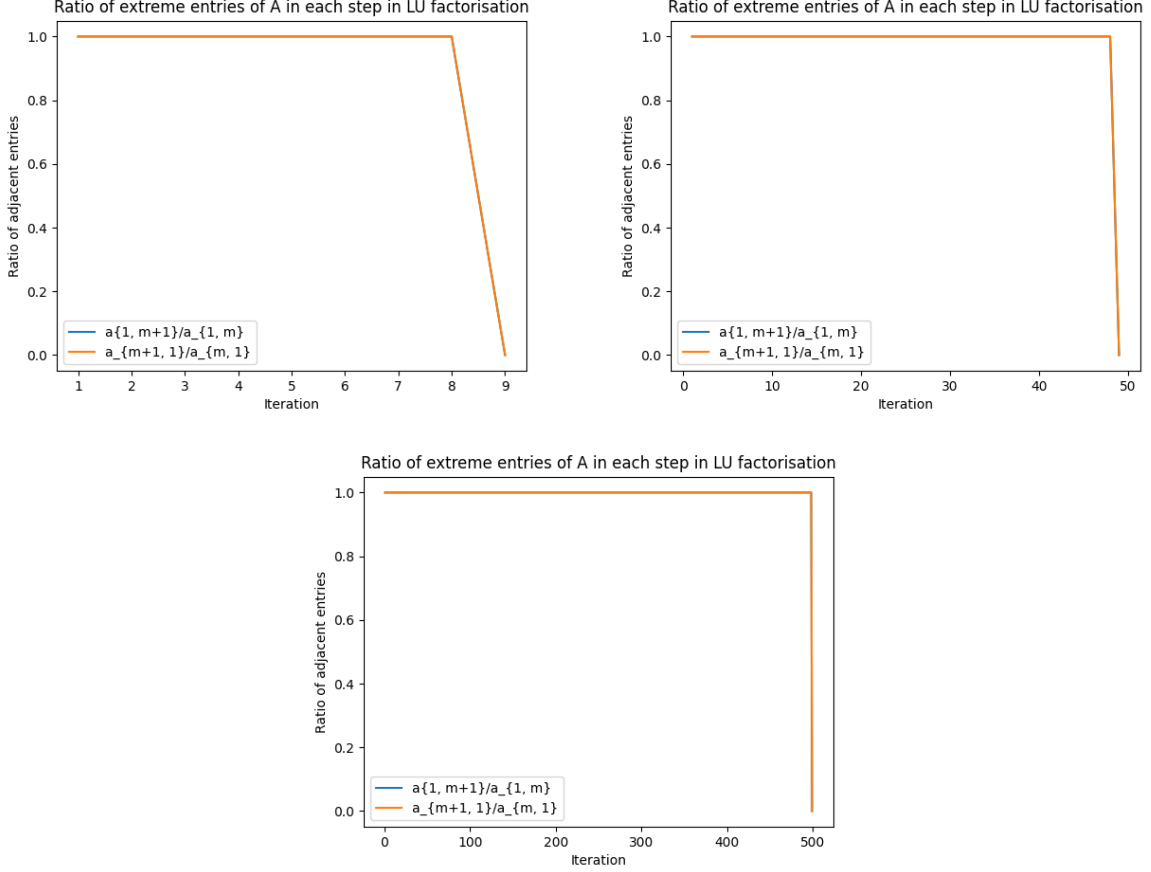 Ratio of extreme entries of A in each step in LU factorisation
Ratio of adjacent entries
1.0
0.8
0.6
0.4
0.2
0.0
a{1, m+1}/a_{1, m}
a_{m+1, 1}/a_{m, 1}
1 2 3 4 5 6 7 8 9
Iteration
Ratio of extreme entries of A in each step in LU factorisation
Ratio of adjacent entries
1.0
0.8
0.6
0.4
0.2
0.0
a{1, m+1}/a_{1, m}
a_{m+1, 1}/a_{m, 1}
0 10 20 30 40 50
Iteration
Ratio of extreme entries of A in each step in LU factorisation
Ratio of adjacent entries
1.0
0.8
0.6
0.4
0.2
0.0
a{1, m+1}/a_{1, m}
a_{m+1, 1}/a_{m, 1}
0 100 200 300 400 500
Iteration